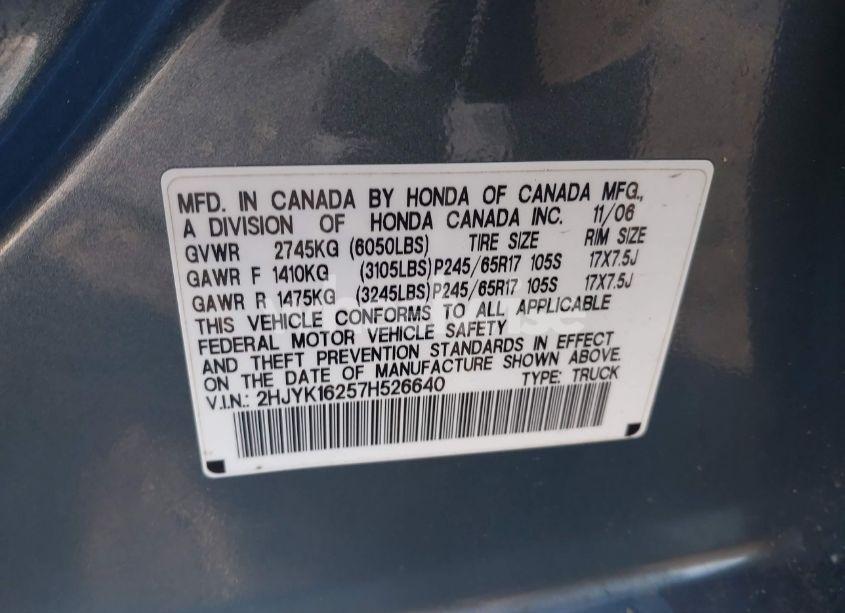 MFD. IN CANADA BY HONDA OF CANADA MFG.,
A DIVISION OF HONDA CANADA INC. 11/06
GVWR 2745KG (6050LBS) TIRE SIZE RIM SIZE
GAWR F 1410KG (3105LBS) P245/65R17 105S 17X7.5J
GAWR R 1475KG (3245LBS) P245/65R17 105S 17X7.5J
THIS VEHICLE CONFORMS TO ALL APPLICABLE
FEDERAL MOTOR VEHICLE SAFETY
AND THEFT PREVENTION STANDARDS IN EFFECT
ON THE DATE OF MANUFACTURE SHOWN ABOVE.
V.I.N.: 2HJYK16257H526640 TYPE: TRUCK